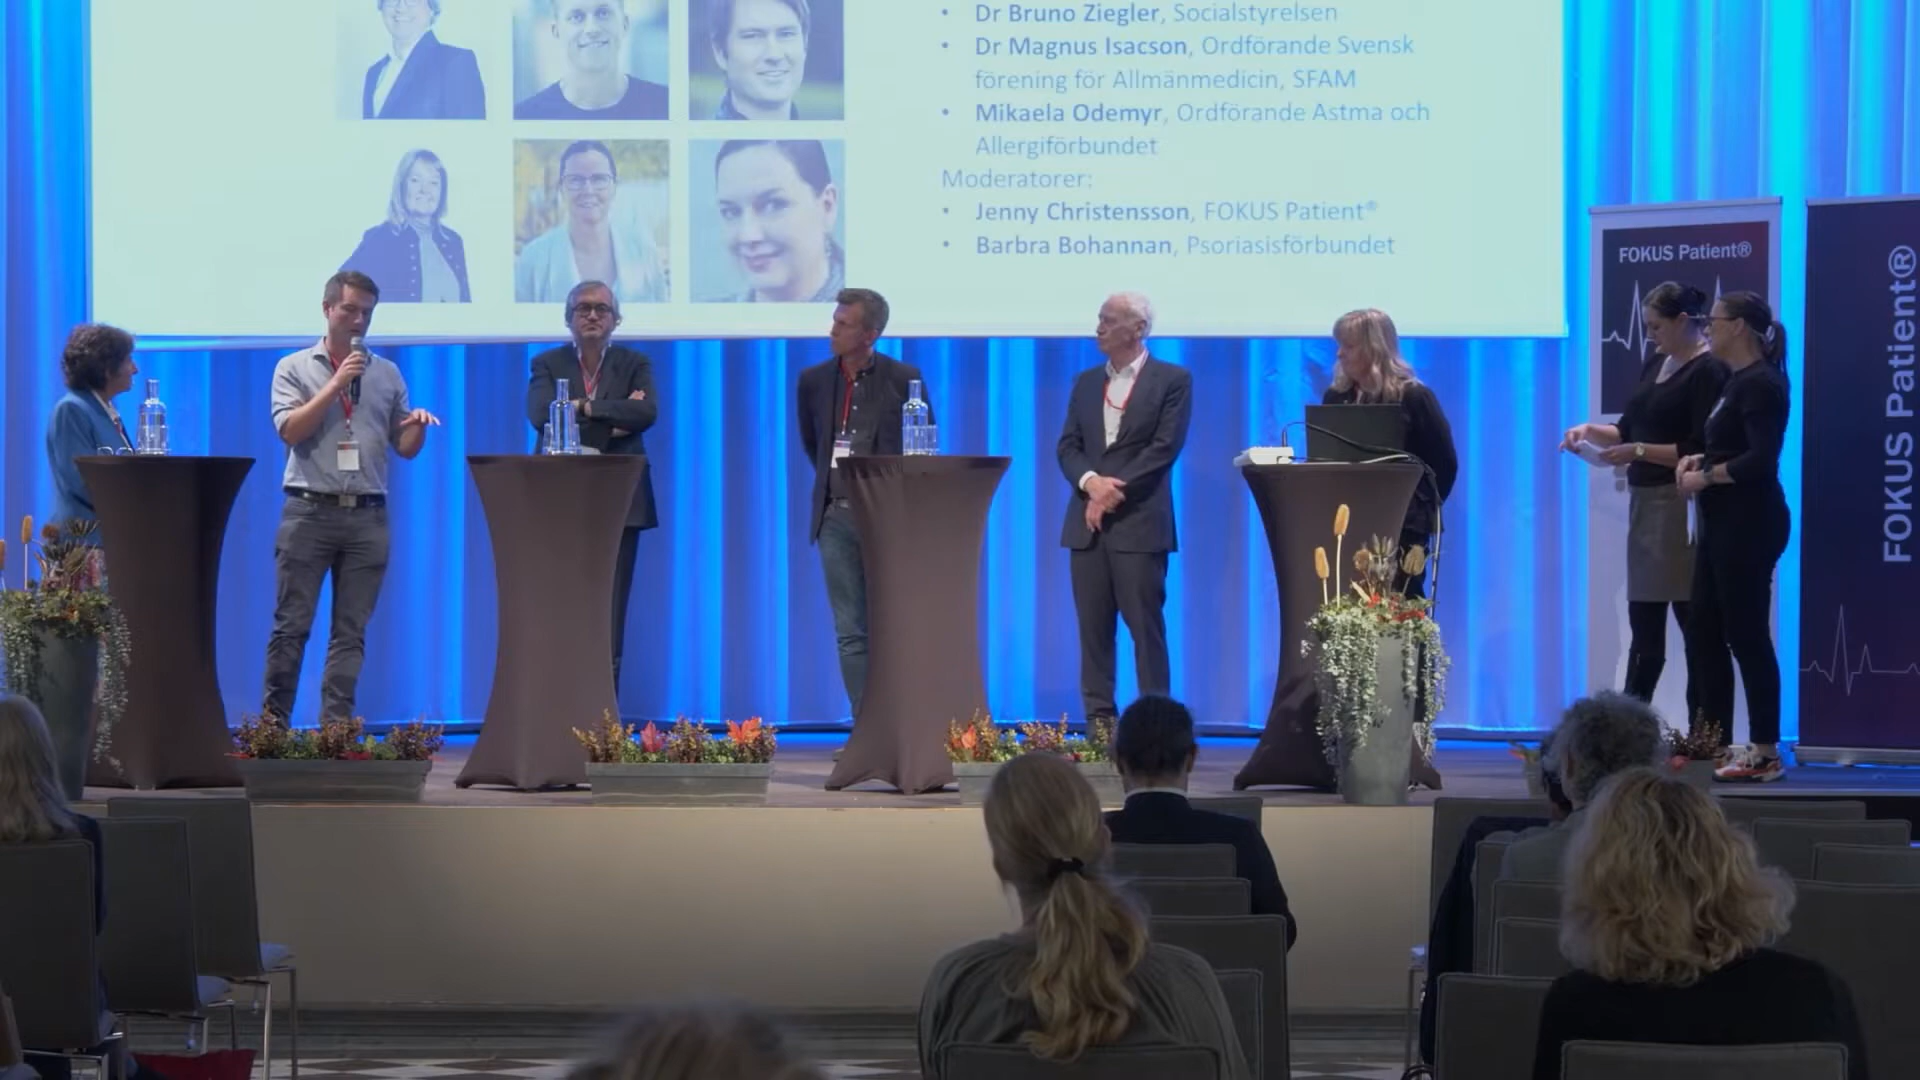 • Dr Bruno Ziegler, Socialstyrelsen
• Dr Magnus Isacson, Ordförande Svensk
förening för Allmänmedicin, SFAM
• Mikaela Odemyr, Ordförande Astma och
Allergiförbundet
Moderatorer:
• Jenny Christensson, FOKUS Patient®
• Barbra Bohannan, Psoriasisförbundet
FOKUS Patient®
FOKUS Patient®